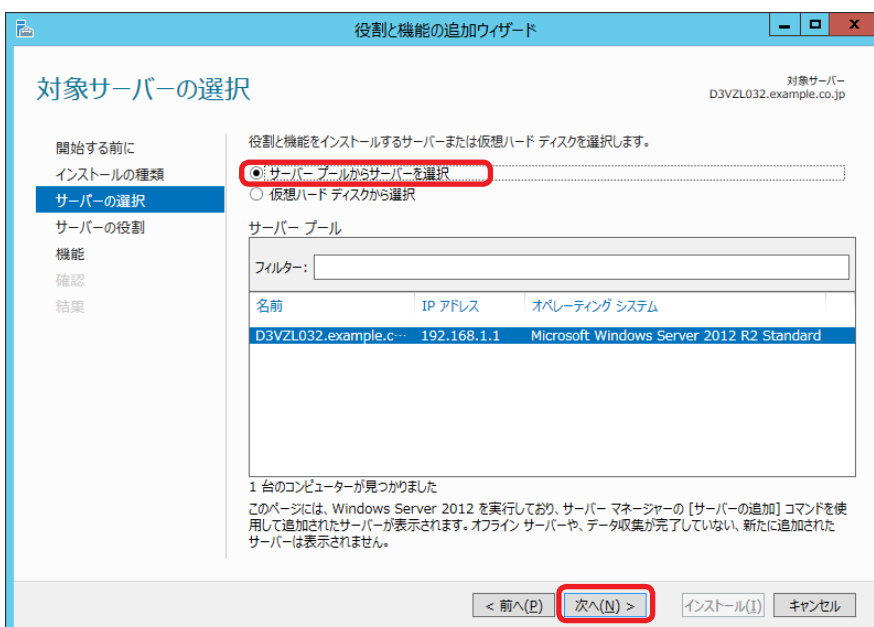 役割と機能の追加ウィザード
対象サーバーの選択
対象サーバー
D3VZL032.example.co.jp
開始する前に
インストールの種類
サーバーの選択
サーバーの役割
機能
確認
結果
役割と機能をインストールするサーバーまたは仮想ハード ディスクを選択します。
サーバー プールからサーバーを選択
仮想ハード ディスクから選択
サーバー プール
フィルター:
名前 IP アドレス オペレーティング システム
D3VZL032.example.c… 192.168.1.1 Microsoft Windows Server 2012 R2 Standard
1 台のコンピューターが見つかりました
このページには、Windows Server 2012 を実行しており、サーバー マネージャーの [サーバーの追加] コマンドを使
用して追加されたサーバーが表示されます。オフライン サーバーや、データ収集が完了していない、新たに追加された
サーバーは表示されません。
< 前へ(P) 次へ(N) > インストール(I) キャンセル